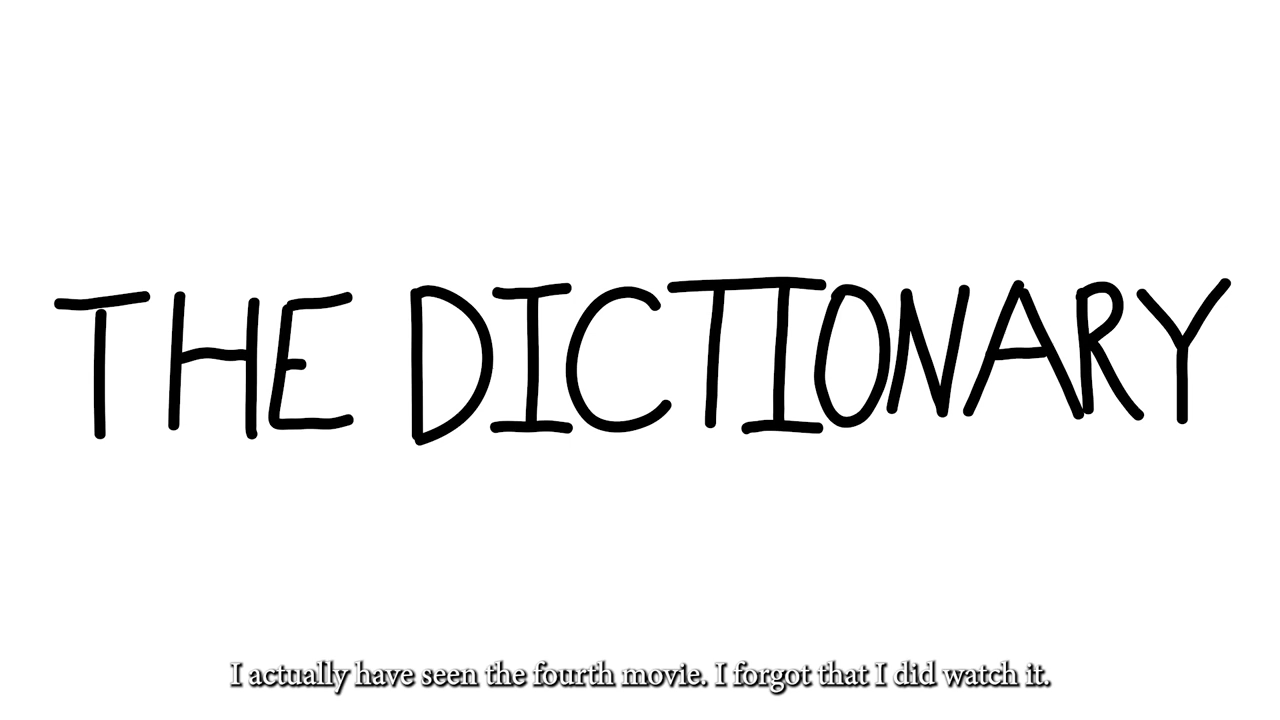 THE DICTIONARY
I actually have seen the fourth movie. I forgot that I did watch it.